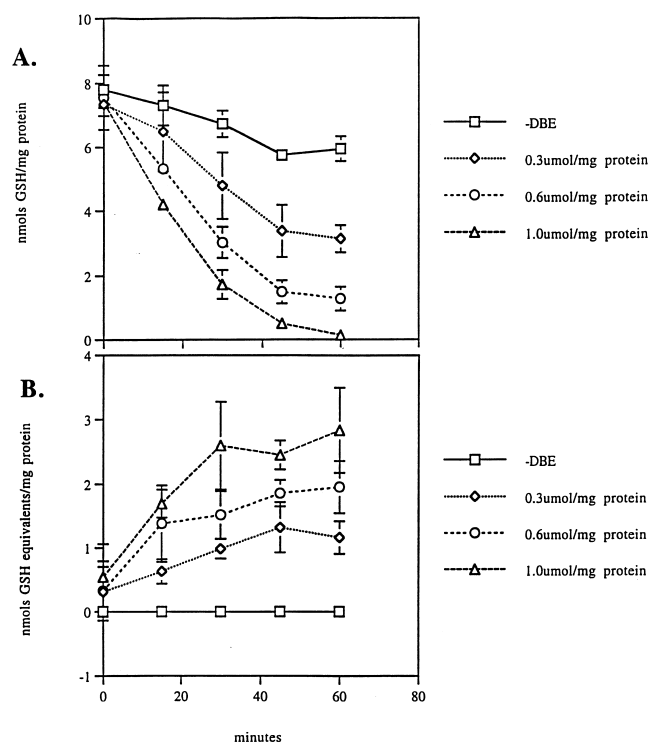 A.
nmols GSH/mg protein
10
8
6
4
2
0
-DBE
0.3umol/mg protein
0.6umol/mg protein
1.0umol/mg protein
B.
nmols GSH equivalents/mg protein
4
3
2
1
0
-1
-DBE
0.3umol/mg protein
0.6umol/mg protein
1.0umol/mg protein
0 20 40 60 80
minutes